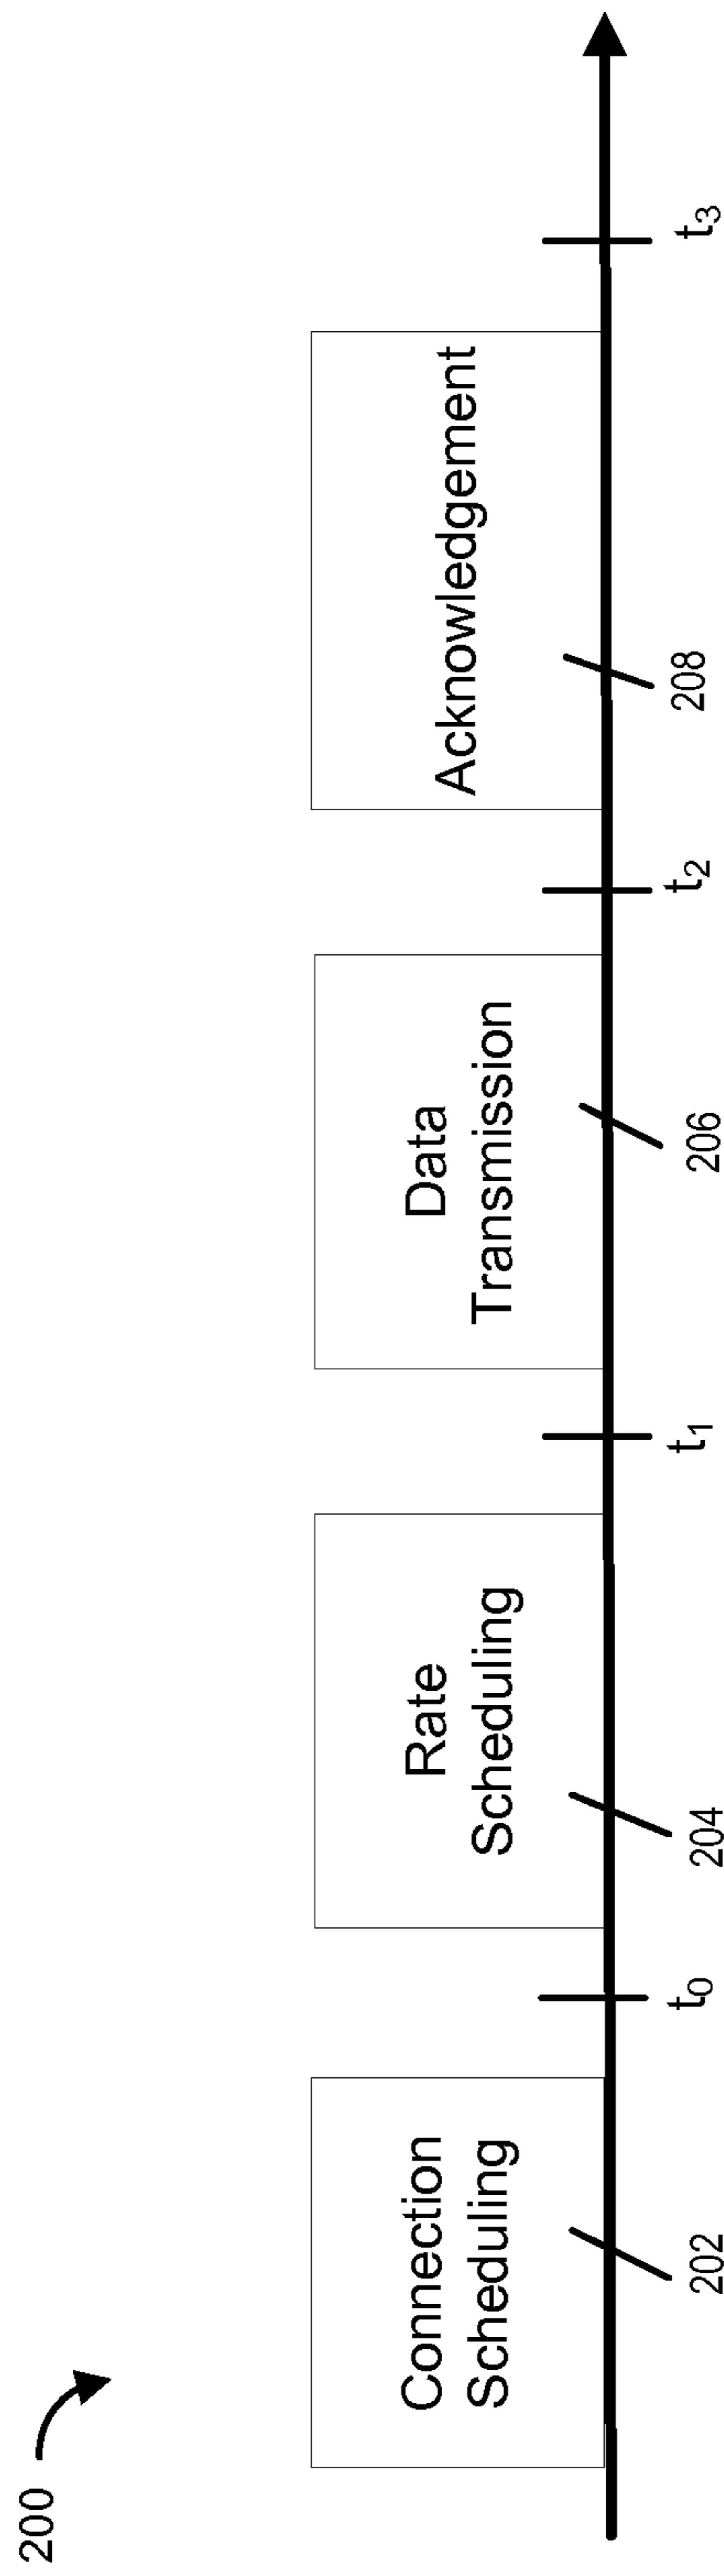 200
Connection
Scheduling
Rate
Scheduling
Data
Transmission
Acknowledgement
202
t0
204
t1
206
t2
208
t3